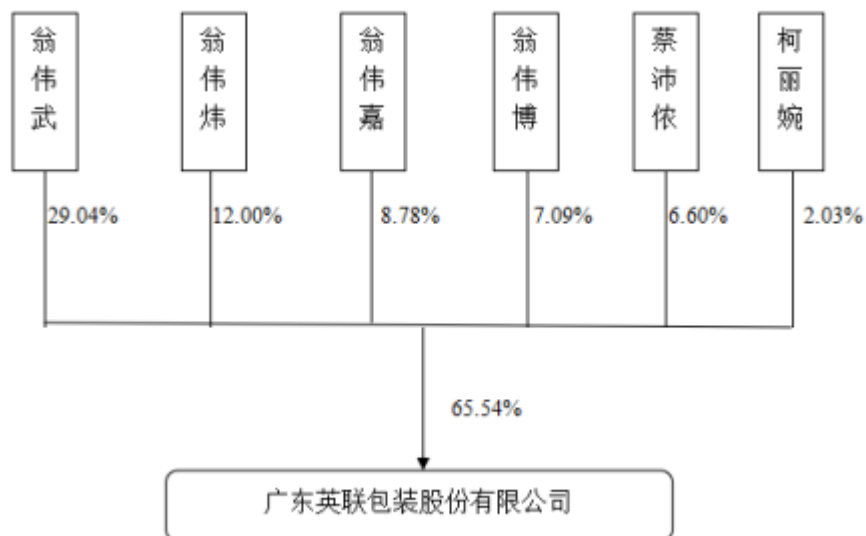 翁伟武
翁伟炜
翁伟嘉
翁伟博
蔡沛侬
柯丽婉
29.04%
12.00%
8.78%
7.09%
6.60%
2.03%
65.54%
广东英联包装股份有限公司